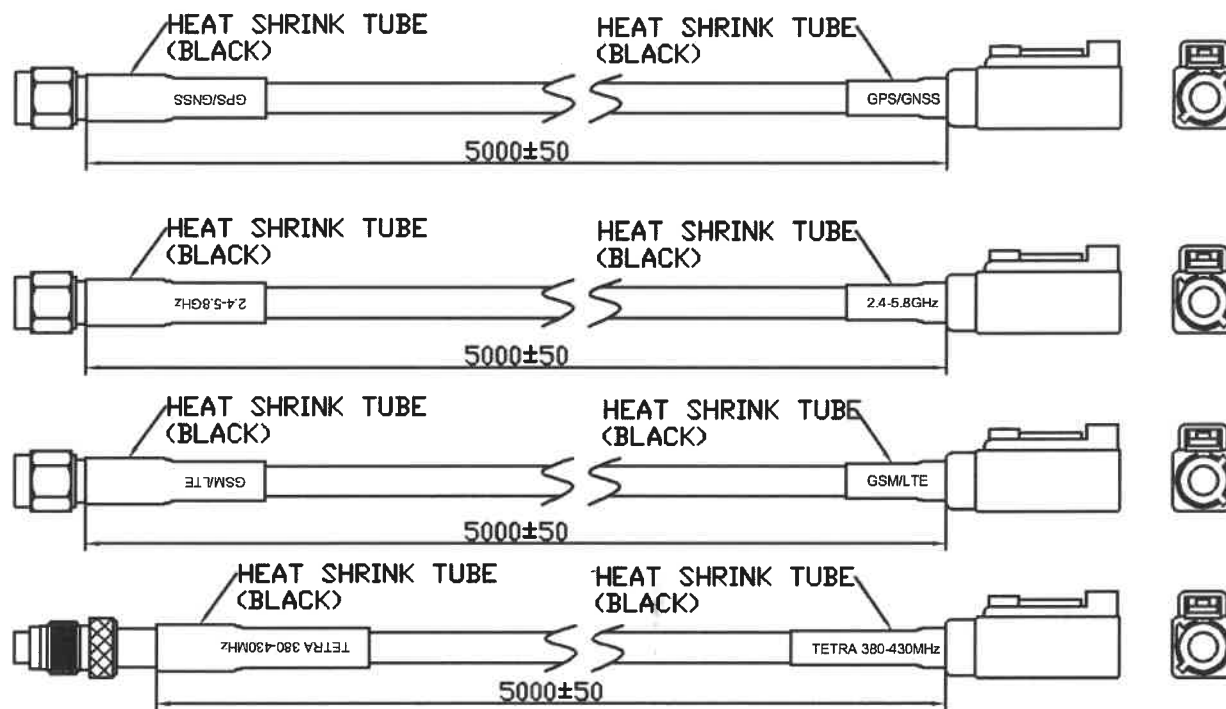 HEAT SHRINK TUBE
(BLACK)
HEAT SHRINK TUBE
(BLACK)
GPS/GNSS
GPS/GNSS
5000±50
HEAT SHRINK TUBE
(BLACK)
HEAT SHRINK TUBE
(BLACK)
2.4-5.8GHz
2.4-5.8GHz
5000±50
HEAT SHRINK TUBE
(BLACK)
HEAT SHRINK TUBE
(BLACK)
GSM/LTE
GSM/LTE
5000±50
HEAT SHRINK TUBE
(BLACK)
HEAT SHRINK TUBE
(BLACK)
TETRA 380-430MHz
TETRA 380-430MHz
5000±50